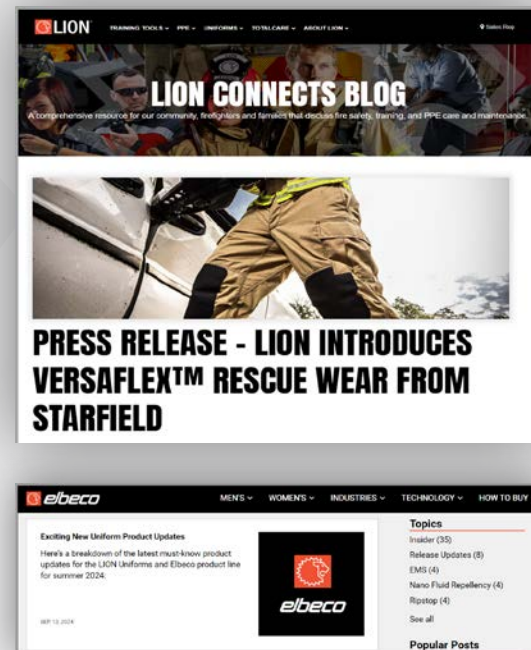 LION
TRAINING TOOLS PPE UNIFORMS TOTALCARE ABOUT LION
LION CONNECTS BLOG
A comprehensive resource for our community, firefighters and families that discuss fire safety, training, and PPE care and maintenance.
PRESS RELEASE - LION INTRODUCES
VERSAFLEX™ RESCUE WEAR FROM
STARFIELD
elbeco
MEN'S WOMEN'S INDUSTRIES TECHNOLOGY HOW TO BUY
Exciting New Uniform Product Updates
Here's a breakdown of the latest must-know product
updates for the LION Uniforms and Elbeco product line
for summer 2024:
elbeco
Topics
Insider (35)
Release Updates (8)
EMS (4)
Nano Fluid Repellency (4)
Ripstop (4)
See all
Popular Posts